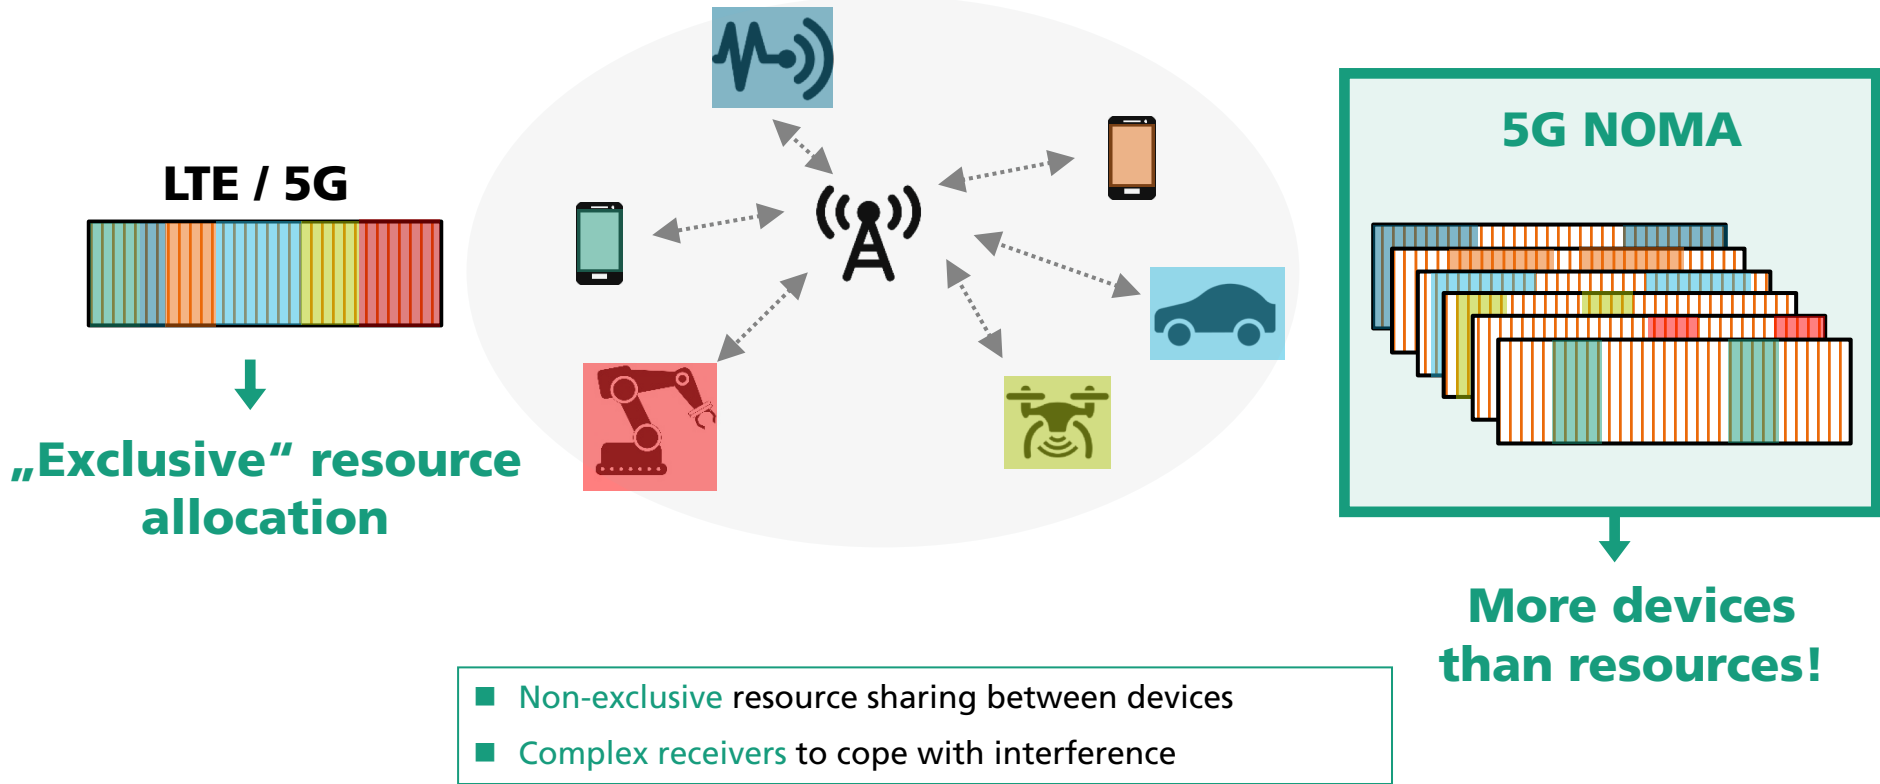 LTE / 5G
„Exclusive“ resource
allocation
5G NOMA
More devices
than resources!
Non-exclusive resource sharing between devices
Complex receivers to cope with interference